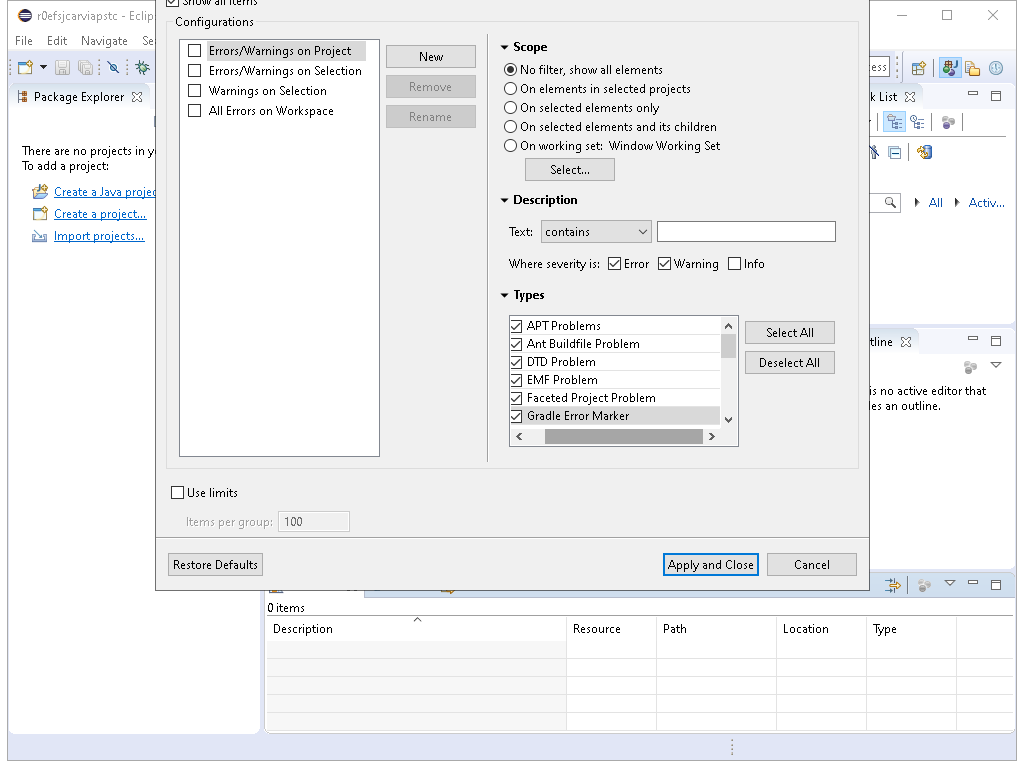 r0efsjcarviapstc - Eclip
Show all items
File Edit Navigate Se
Configurations
Errors/Warnings on Project
Errors/Warnings on Selection
Warnings on Selection
All Errors on Workspace
New
Remove
Rename
Scope
No filter, show all elements
On elements in selected projects
On selected elements only
On selected elements and its children
On working set: Window Working Set
Select...
Description
Text: contains
Where severity is: Error Warning Info
Types
APT Problems
Ant Buildfile Problem
DTD Problem
EMF Problem
Faceted Project Problem
Gradle Error Marker
Select All
Deselect All
Use limits
Items per group: 100
Restore Defaults
Apply and Close
Cancel
Package Explorer
There are no projects in y
To add a project:
Create a Java projec
Create a project...
Import projects...
ess
k List
All Activ...
tline
is no active editor that
es an outline.
0 items
Description Resource Path Location Type